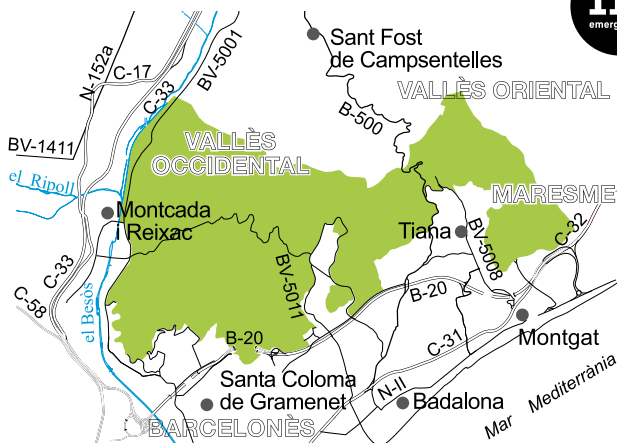 emerg
Sant Fost
de Campsentelles
VALLÈS ORIENTAL
N-152a
C-17
C-33
BV-5001
B-500
VALLÈS
OCCIDENTAL
BV-1411
el Ripoll
MARESME
Montcada
i Reixac
Tiana
BV-5008
C-32
C-33
C-58
el Besòs
BV-5011
B-20
B-20
C-31
Montgat
Santa Coloma
de Gramenet
N-II
Badalona
Mar Mediterrània
BARCELONÈS